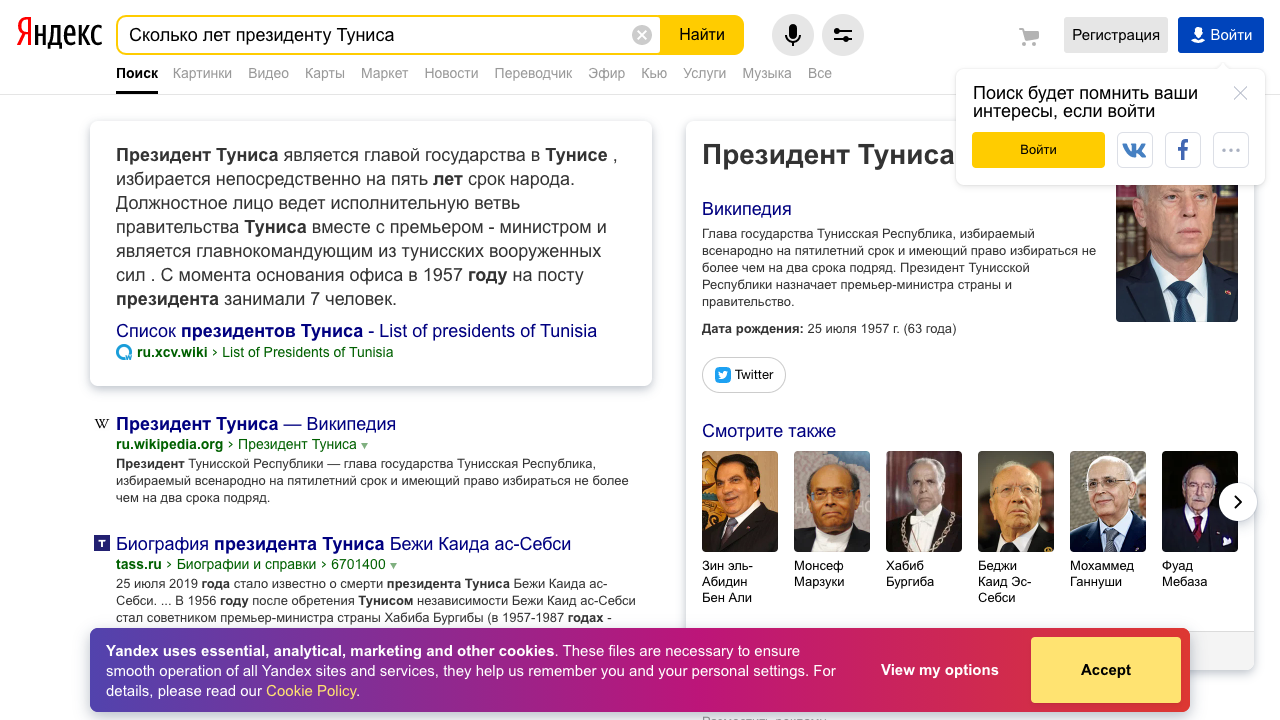 Яндекс
Сколько лет президенту Туниса
Найти
Регистрация
Войти
Поиск Картинки Видео Карты Маркет Новости Переводчик Эфир Кью Услуги Музыка Все
Поиск будет помнить ваши
интересы, если войти
Войти
Президент Туниса является главой государства в Тунисе ,
избирается непосредственно на пять лет срок народа.
Должностное лицо ведет исполнительную ветвь
правительства Туниса вместе с премьером - министром и
является главнокомандующим из тунисских вооруженных
сил . С момента основания офиса в 1957 году на посту
президента занимали 7 человек.
Список президентов Туниса - List of presidents of Tunisia
ru.xcv.wiki › List of Presidents of Tunisia
Президент Туниса — Википедия
ru.wikipedia.org › Президент Туниса
Президент Тунисской Республики — глава государства Тунисская Республика,
избираемый всенародно на пятилетний срок и имеющий право избираться не более
чем на два срока подряд.
Биография президента Туниса Бежи Каида ас-Себси
tass.ru › Биографии и справки › 6701400
25 июля 2019 года стало известно о смерти президента Туниса Бежи Каида ас-
Себси. ... В 1956 году после обретения Тунисом независимости Бежи Каид ас-Себси
стал советником премьер-министра страны Хабиба Бургибы (в 1957-1987 годах -
Президент Туниса
Википедия
Глава государства Тунисская Республика, избираемый
всенародно на пятилетний срок и имеющий право избираться не
более чем на два срока подряд. Президент Тунисской
Республики назначает премьер-министра страны и
правительство.
Дата рождения: 25 июля 1957 г. (63 года)
Twitter
Смотрите также
Зин эль-
Абидин
Бен Али
Монсеф
Марзуки
Хабиб
Бургиба
Беджи
Каид Эс-
Себси
Мохаммед
Ганнуши
Фуад
Мебаза
Yandex uses essential, analytical, marketing and other cookies. These files are necessary to ensure
smooth operation of all Yandex sites and services, they help us remember you and your personal settings. For
details, please read our Cookie Policy.
View my options
Accept